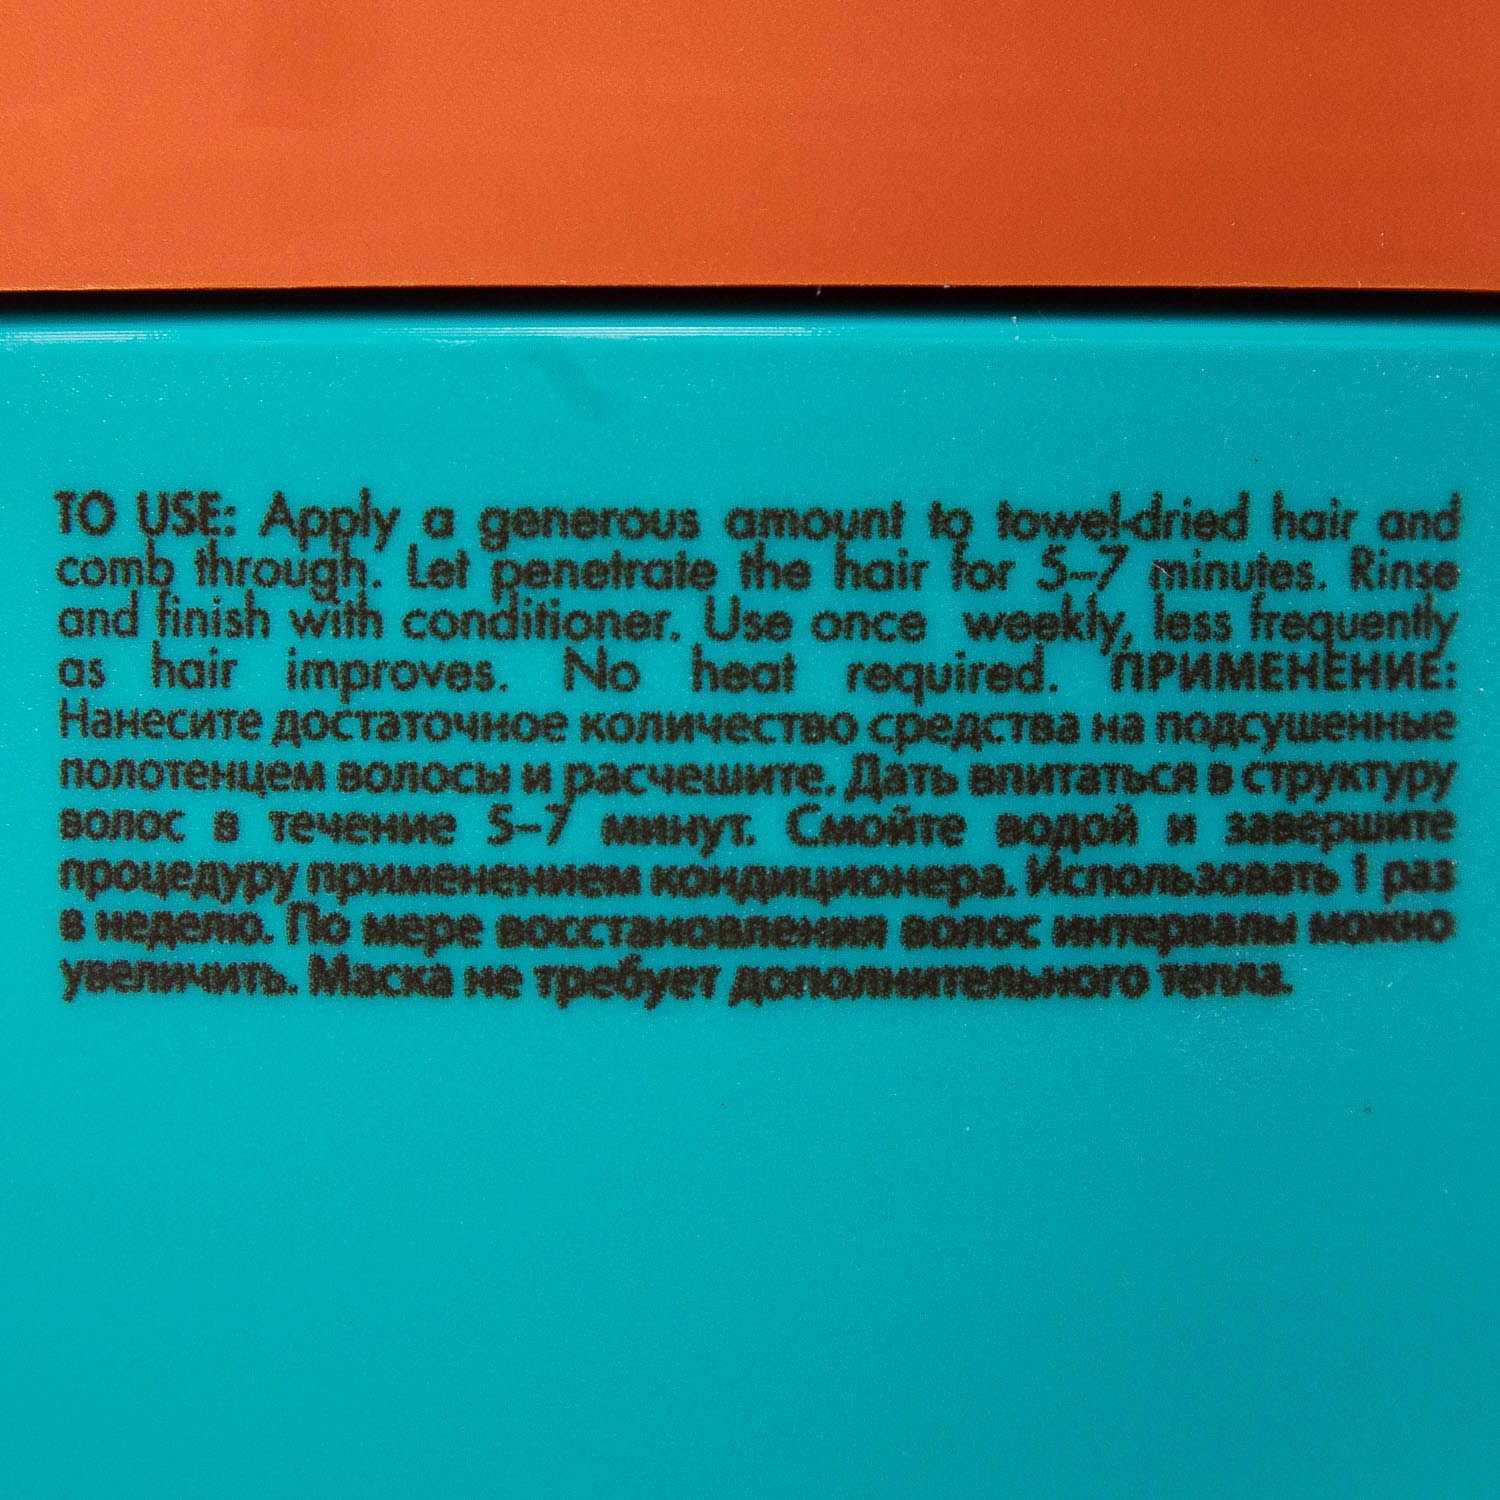 TO USE: Apply a generous amount to towel-dried hair and
comb through. Let penetrate the hair for 5–7 minutes. Rinse
and finish with conditioner. Use once weekly, less frequently
as hair improves. No heat required. ПРИМЕНЕНИЕ:
Нанесите достаточное количество средства на подсушенные
полотенцем волосы и расчешите. Дать впитаться в структуру
волос в течение 5–7 минут. Смойте водой и завершите
процедуру применением кондиционера. Использовать 1 раз
в неделю. По мере восстановления волос интервалы можно
увеличить. Маска не требует дополнительного тепла.